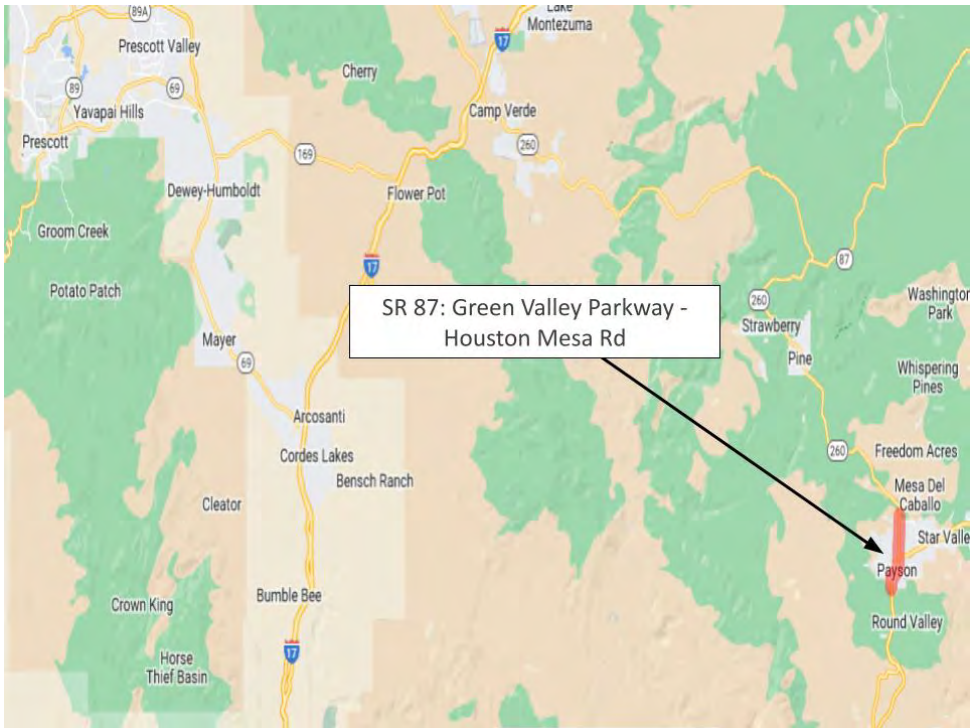 89A
Lake
Montezuma
17
Prescott Valley
Cherry
89
69
Yavapai Hills
Camp Verde
Prescott
260
169
Dewey-Humboldt
Flower Pot
Groom Creek
17
87
Potato Patch
SR 87: Green Valley Parkway -
Houston Mesa Rd
260
Washington
Park
Strawberry
Mayer
Pine
69
Whispering
Pines
Arcosanti
Freedom Acres
260
Cordes Lakes
Bensch Ranch
Mesa Del
Caballo
Cleator
Star Valle
Payson
Bumble Bee
Crown King
Round Valley
17
Horse
Thief Basin